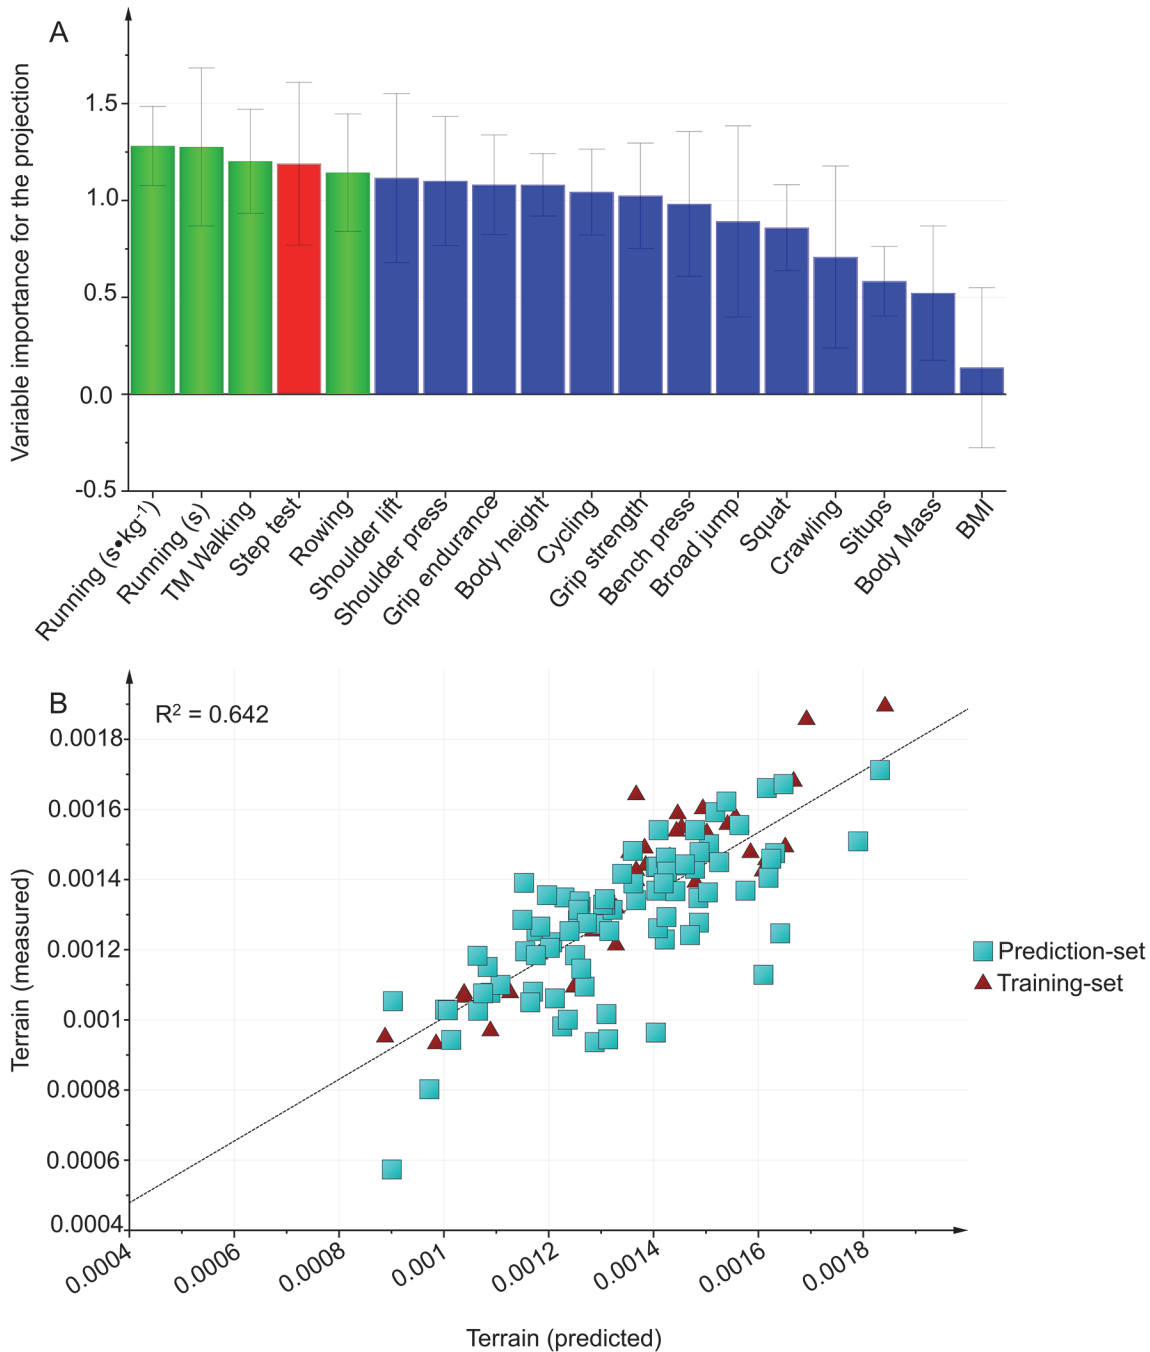 A
Variable importance for the projection
1.5
1.0
0.5
0.0
-0.5
Running (s•kg⁻¹)
Running (s)
TM Walking
Step test
Rowing
Shoulder lift
Shoulder press
Grip endurance
Body height
Cycling
Grip strength
Bench press
Broad jump
Squat
Crawling
Situps
Body Mass
BMI
B
R² = 0.642
Terrain (measured)
0.0018
0.0016
0.0014
0.0012
0.001
0.0008
0.0006
0.0004
0.0004
0.0006
0.0008
0.001
0.0012
0.0014
0.0016
0.0018
Terrain (predicted)
Prediction-set
Training-set